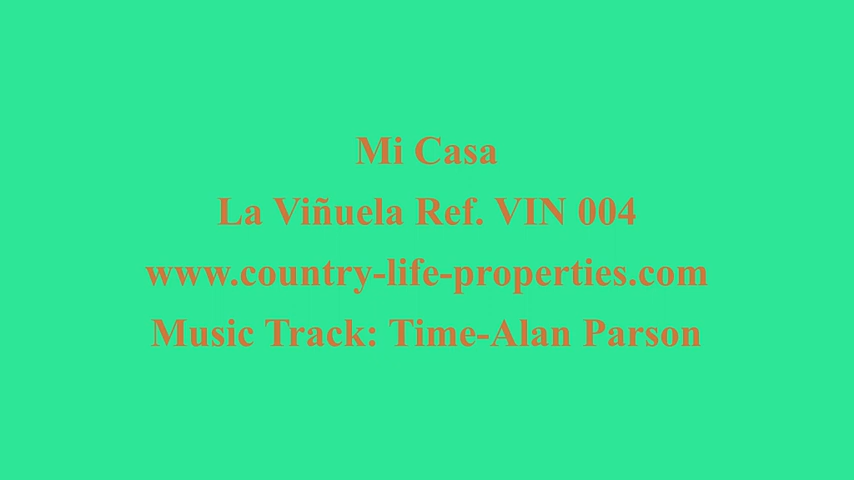 Mi Casa
La Viñuela Ref. VIN 004
www.country-life-properties.com
Music Track: Time-Alan Parson